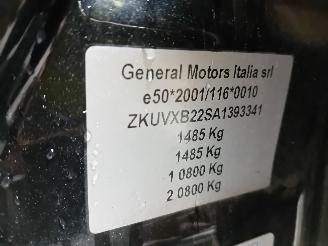 General Motors Italia srl
e50*2001/116*0010
ZKUVXB22SA1393341
1485 Kg
1485 Kg
1 0800 Kg
2 0800 Kg